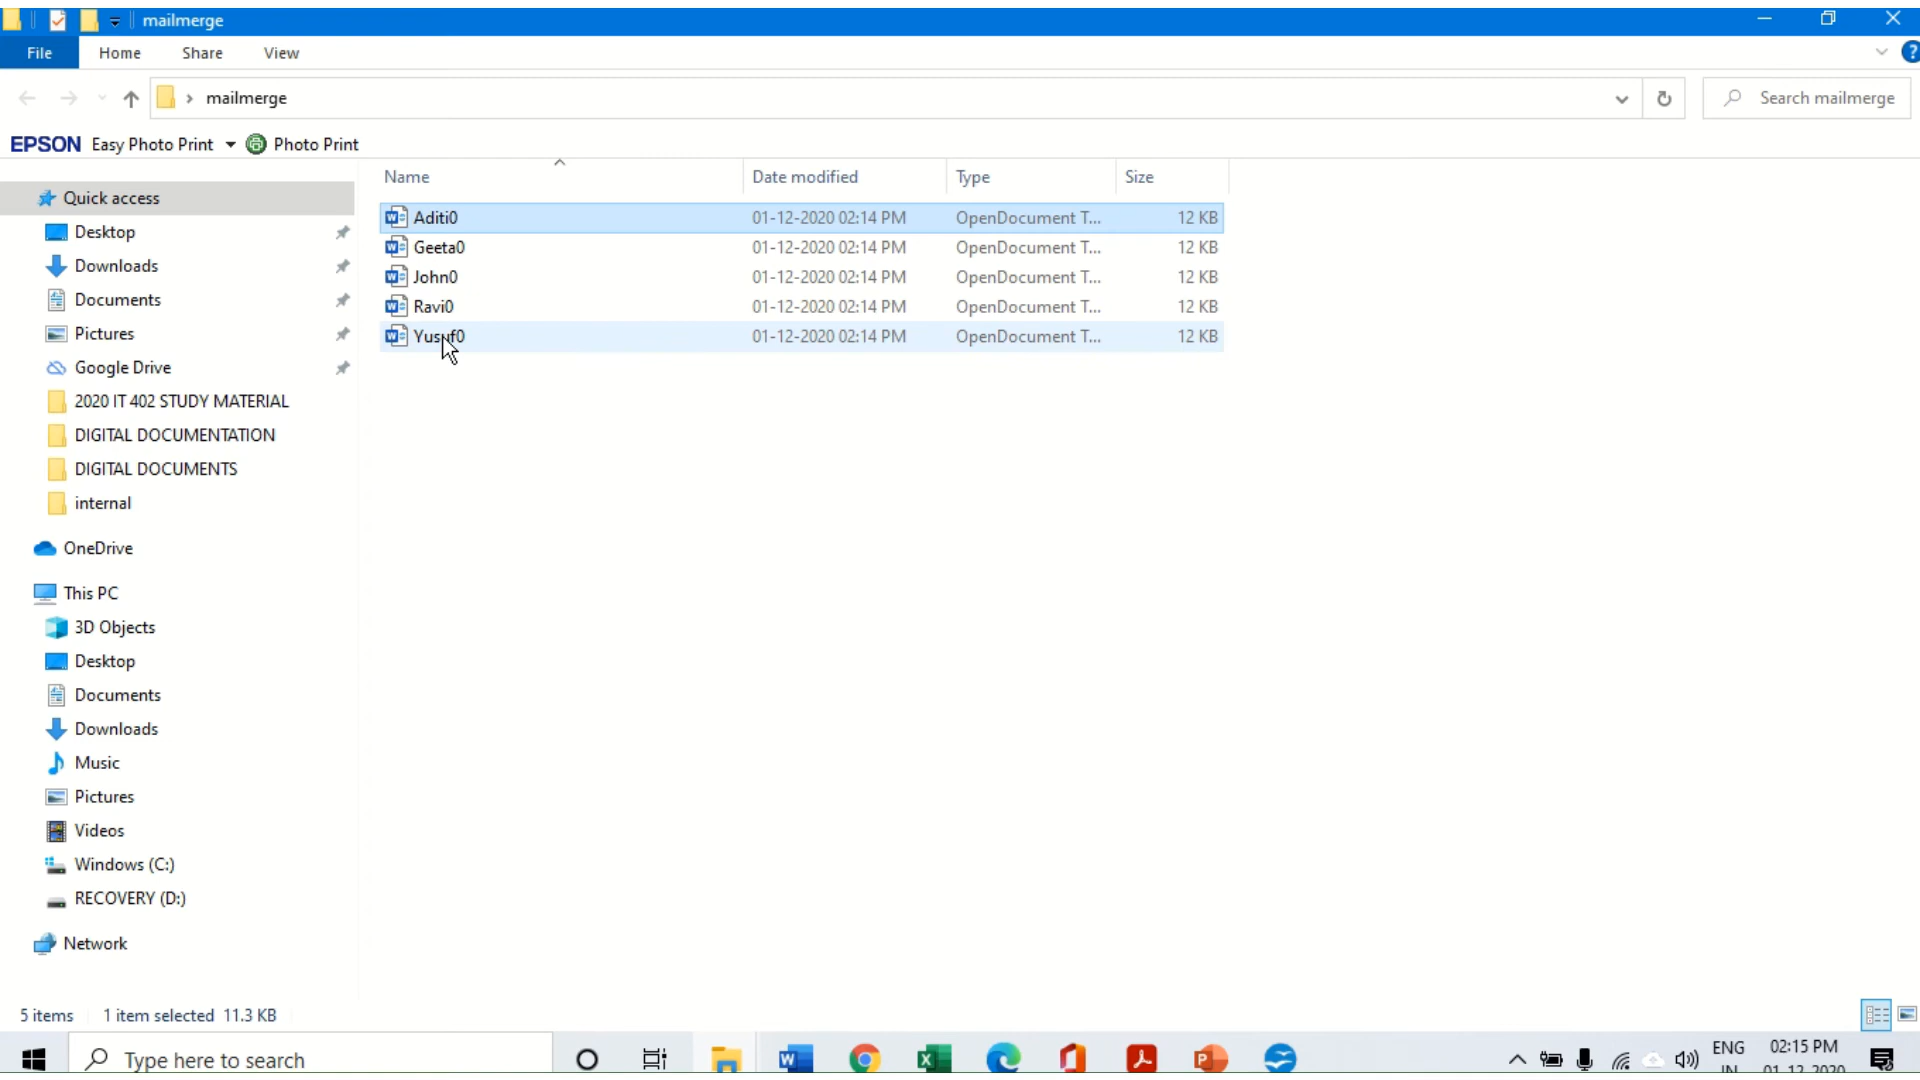 mailmerge
File Home Share View
mailmerge Search mailmerge
EPSON Easy Photo Print Photo Print
Name Date modified Type Size
Quick access
Desktop
Downloads
Documents
Pictures
Google Drive
2020 IT 402 STUDY MATERIAL
DIGITAL DOCUMENTATION
DIGITAL DOCUMENTS
internal
OneDrive
This PC
3D Objects
Desktop
Documents
Downloads
Music
Pictures
Videos
Windows (C:)
RECOVERY (D:)
Network
Aditi0 01-12-2020 02:14 PM OpenDocument T... 12 KB
Geeta0 01-12-2020 02:14 PM OpenDocument T... 12 KB
John0 01-12-2020 02:14 PM OpenDocument T... 12 KB
Ravi0 01-12-2020 02:14 PM OpenDocument T... 12 KB
Yusuf0 01-12-2020 02:14 PM OpenDocument T... 12 KB
5 items 1 item selected 11.3 KB
Type here to search
ENG 02:15 PM
IN 01-12-2020